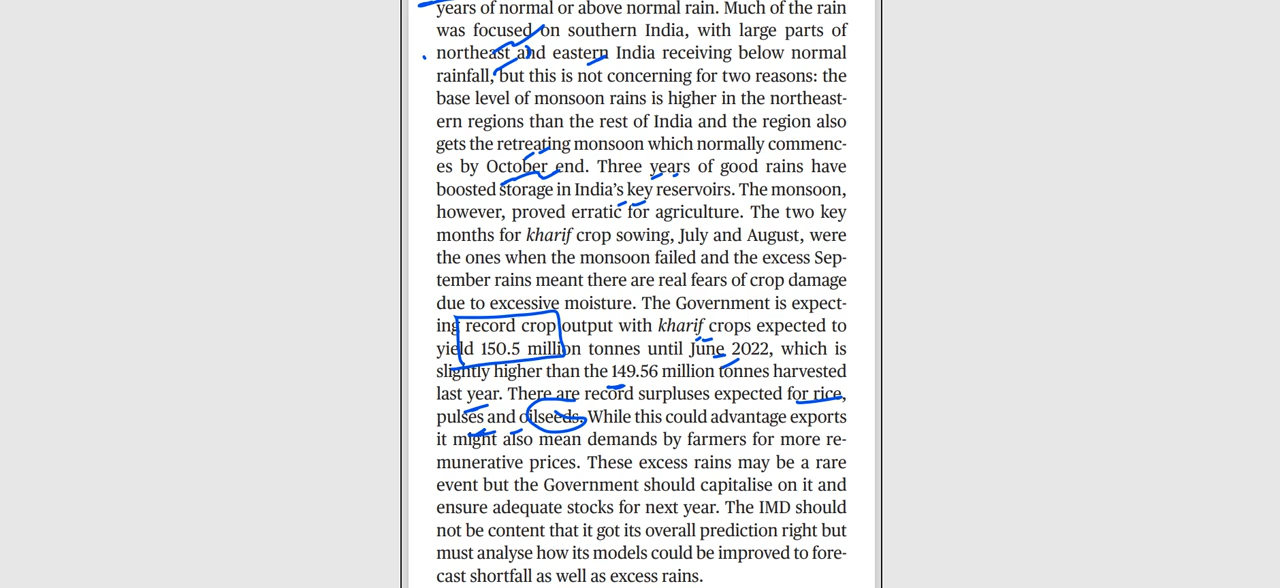 years of normal or above normal rain. Much of the rain
was focused on southern India, with large parts of
northeast and eastern India receiving below normal
rainfall, but this is not concerning for two reasons: the
base level of monsoon rains is higher in the northeast-
ern regions than the rest of India and the region also
gets the retreating monsoon which normally commenc-
es by October end. Three years of good rains have
boosted storage in India’s key reservoirs. The monsoon,
however, proved erratic for agriculture. The two key
months for kharif crop sowing, July and August, were
the ones when the monsoon failed and the excess Sep-
tember rains meant there are real fears of crop damage
due to excessive moisture. The Government is expect-
ing record crop output with kharif crops expected to
yield 150.5 million tonnes until June 2022, which is
slightly higher than the 149.56 million tonnes harvested
last year. There are record surpluses expected for rice,
pulses and oilseeds. While this could advantage exports
it might also mean demands by farmers for more re-
munerative prices. These excess rains may be a rare
event but the Government should capitalise on it and
ensure adequate stocks for next year. The IMD should
not be content that it got its overall prediction right but
must analyse how its models could be improved to fore-
cast shortfall as well as excess rains.